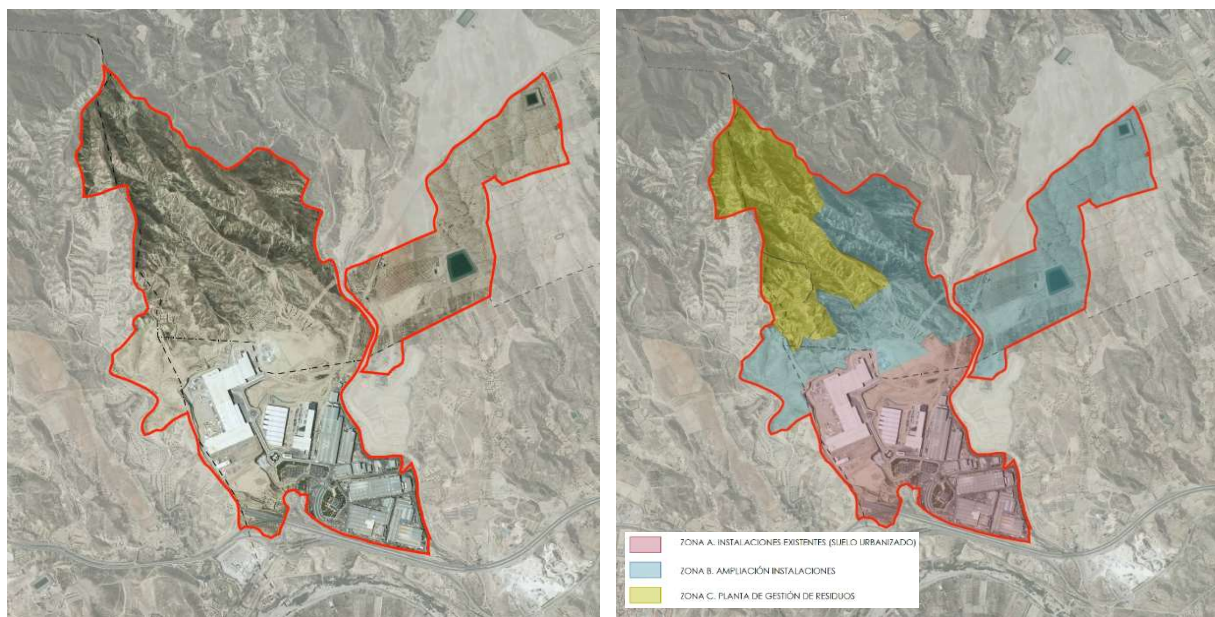 ZONA A. INSTALACIONES EXISTENTES (SUELO URBANIZADO)
ZONA B. AMPLIACIÓN INSTALACIONES
ZONA C. PLANTA DE GESTIÓN DE RESIDUOS